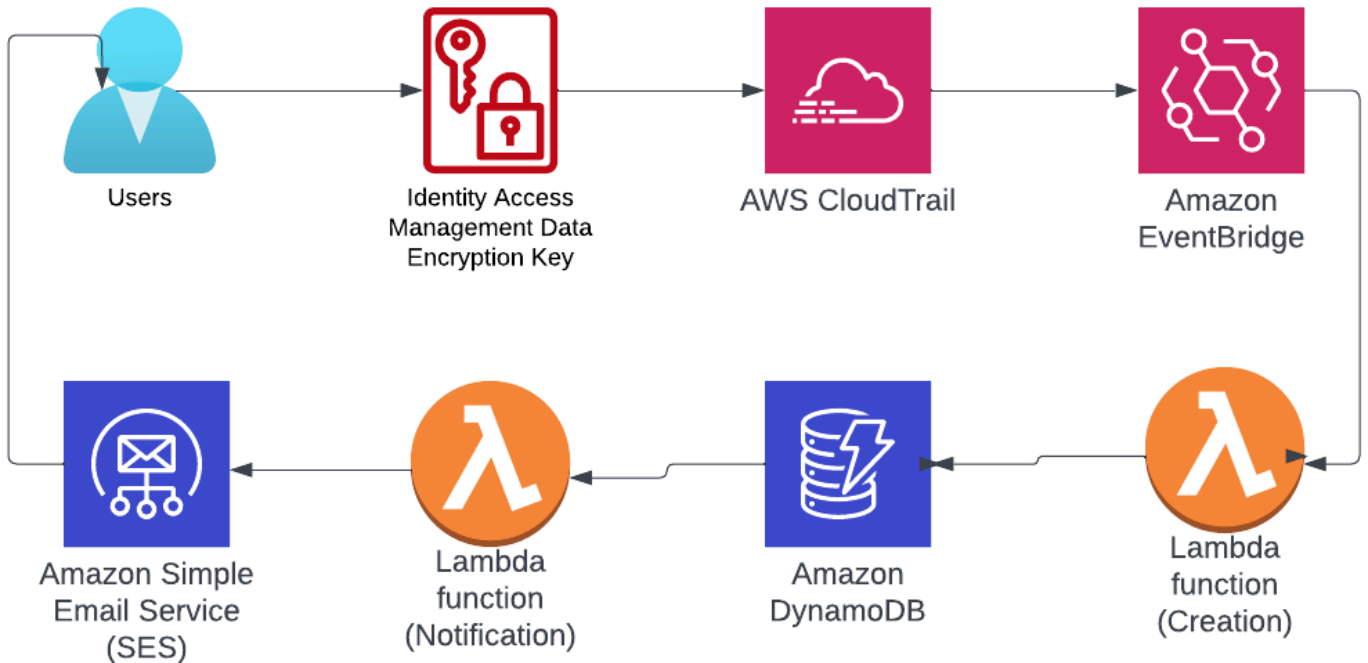 Users
Identity Access
Management Data
Encryption Key
AWS CloudTrail
Amazon
EventBridge
Amazon Simple
Email Service
(SES)
Lambda
function
(Notification)
Amazon
DynamoDB
Lambda
function
(Creation)